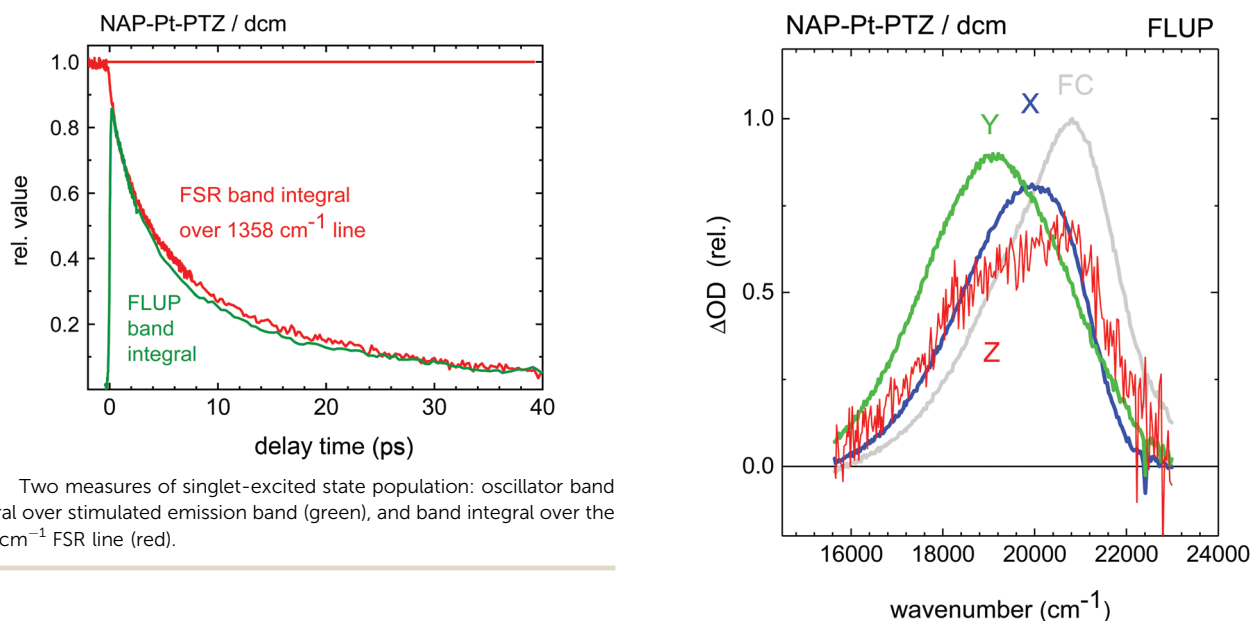 NAP-Pt-PTZ / dcm
1.0
0.8
0.6
0.4
0.2
rel. value
FSR band integral
over 1358 cm⁻¹ line
FLUP
band
integral
0
10
20
30
40
delay time (ps)
Two measures of singlet-excited state population: oscillator band
ral over stimulated emission band (green), and band integral over the
cm⁻¹ FSR line (red).
NAP-Pt-PTZ / dcm
FLUP
FC
X
Y
Z
1.0
0.5
0.0
ΔOD (rel.)
16000
18000
20000
22000
24000
wavenumber (cm⁻¹)